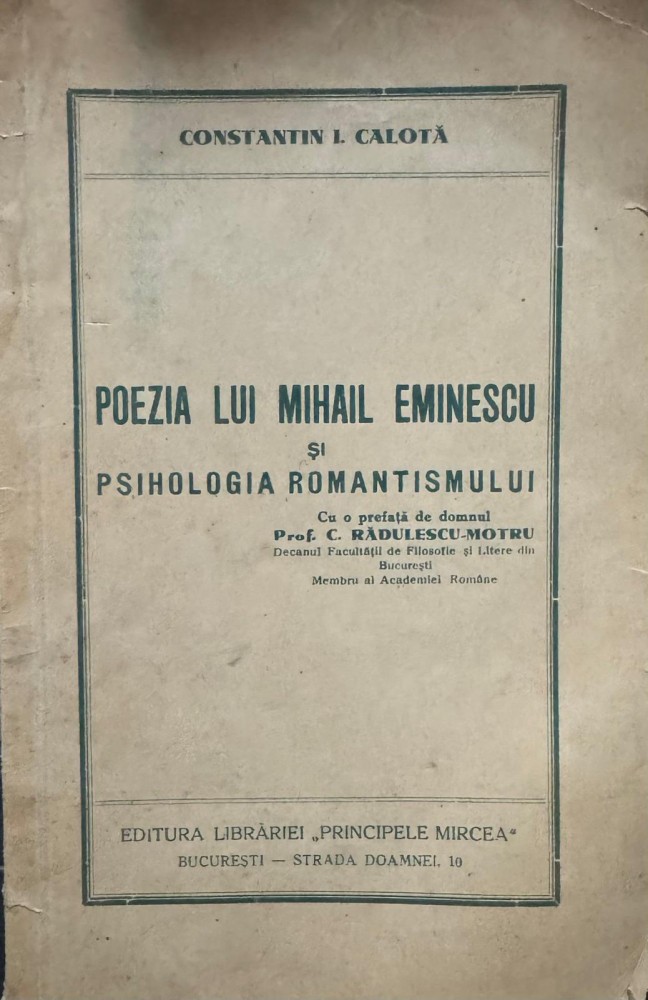 CONSTANTIN I. CALOTĂ
POEZIA LUI MIHAIL EMINESCU
ȘI
PSIHOLOGIA ROMANTISMULUI
Cu o prefață de domnul
Prof. C. RĂDULESCU-MOTRU
Decanul Facultății de Filosofie și Litere din
București
Membru al Academiei Române
EDITURA LIBRĂRIEI „PRINCIPELE MIRCEA“
BUCUREȘTI — STRADA DOAMNEI, 10